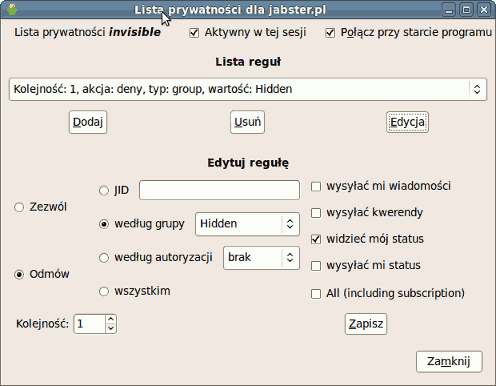 Lista prywatności dla jabster.pl
Lista prywatności invisible
Aktywny w tej sesji
Połącz przy starcie programu
Lista reguł
Kolejność: 1, akcja: deny, typ: group, wartość: Hidden
Dodaj
Usuń
Edycja
Edytuj regułę
Zezwól
Odmów
JID
według grupy
Hidden
według autoryzacji
brak
wszystkim
wysyłać mi wiadomości
wysyłać kwerendy
widzieć mój status
wysyłać mi status
All (including subscription)
Kolejność: 1
Zapisz
Zamknij